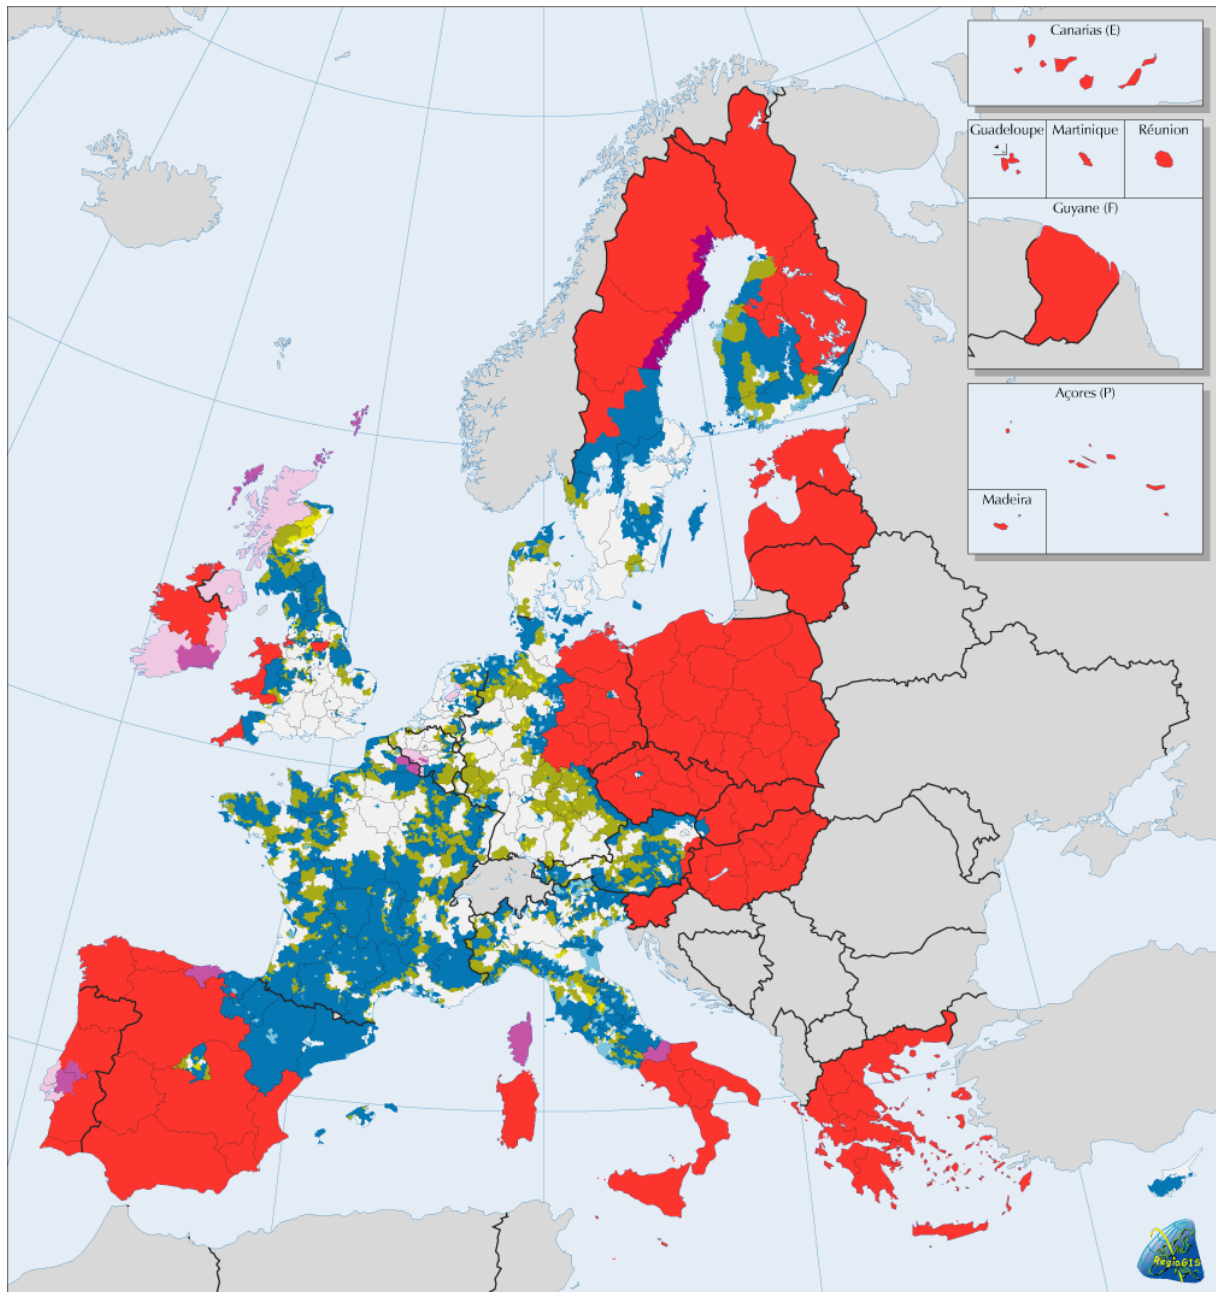 Canarias (E)
Guadeloupe
Martinique
Réunion
Guyane (F)
Açores (P)
Madeira
RegioGIS